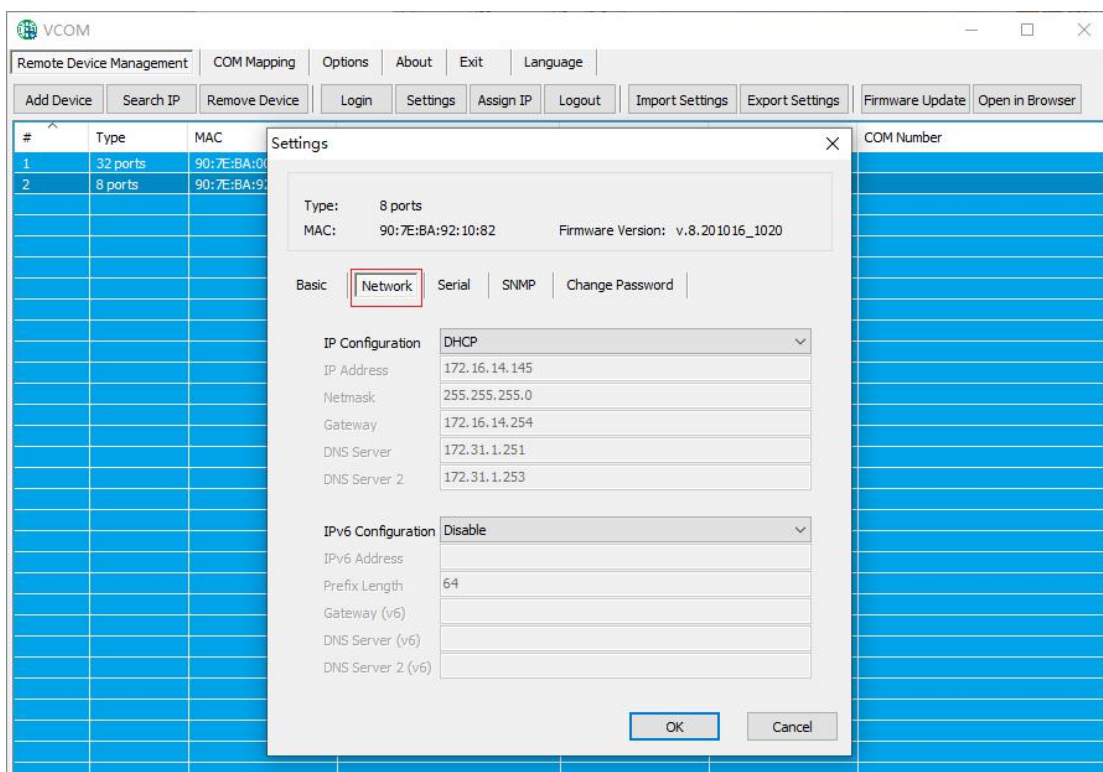 VCOM
Remote Device Management COM Mapping Options About Exit Language
Add Device Search IP Remove Device Login Settings Assign IP Logout Import Settings Export Settings Firmware Update Open in Browser
# Type MAC COM Number
1 32 ports 90:7E:BA:00
2 8 ports 90:7E:BA:92
Settings
Type: 8 ports
MAC: 90:7E:BA:92:10:82 Firmware Version: v.8.201016_1020
Basic Network Serial SNMP Change Password
IP Configuration DHCP
IP Address 172.16.14.145
Netmask 255.255.255.0
Gateway 172.16.14.254
DNS Server 172.31.1.251
DNS Server 2 172.31.1.253
IPv6 Configuration Disable
IPv6 Address
Prefix Length 64
Gateway (v6)
DNS Server (v6)
DNS Server 2 (v6)
OK Cancel